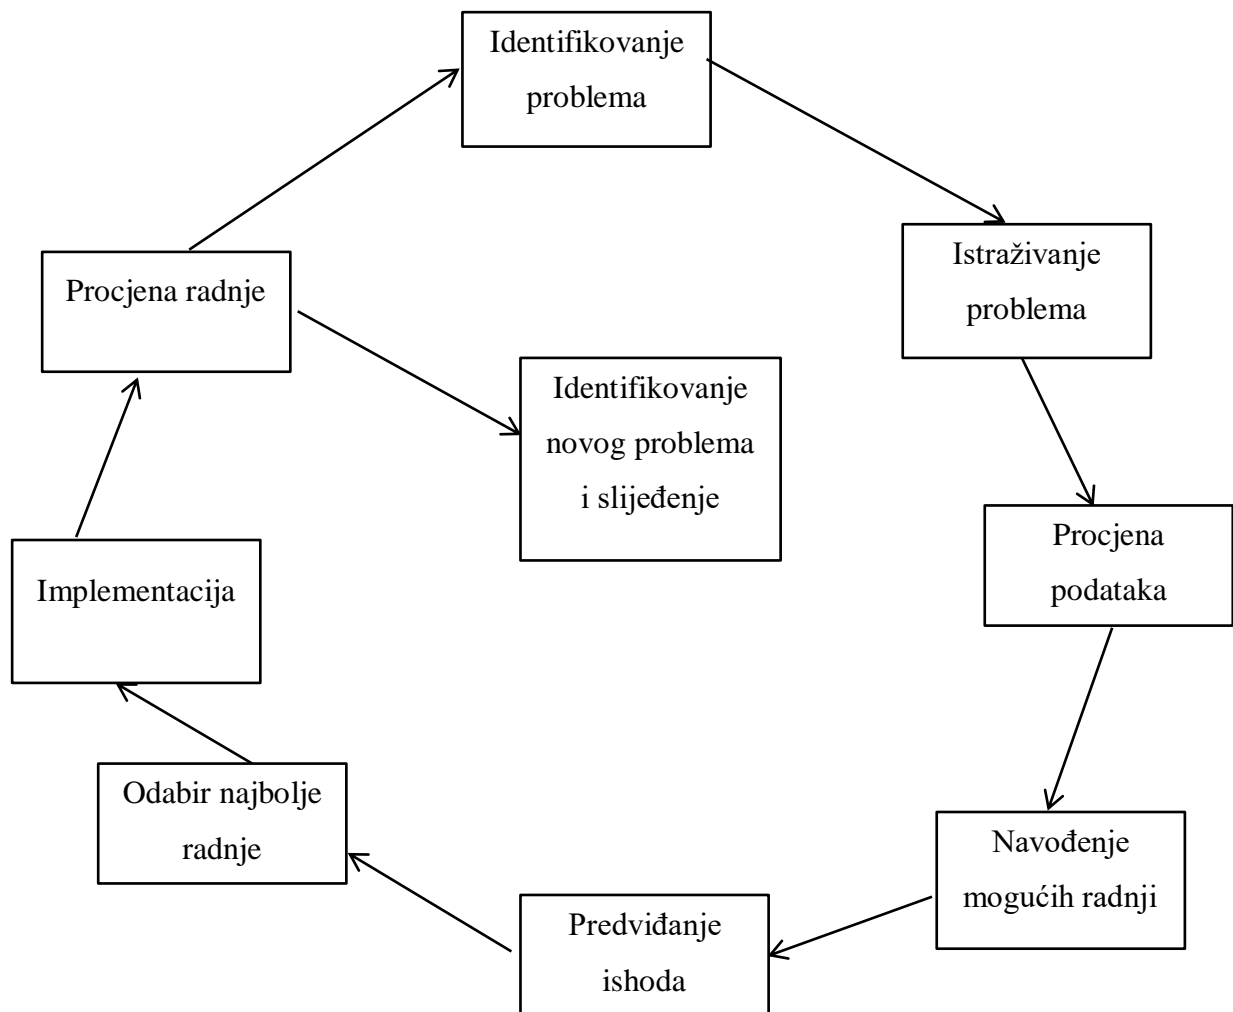 Identifikovanje
problema
Istraživanje
problema
Procjena radnje
Identifikovanje
novog problema
i slijeđenje
Procjena
podataka
Implementacija
Odabir najbolje
radnje
Navođenje
mogućih radnji
Predviđanje
ishoda